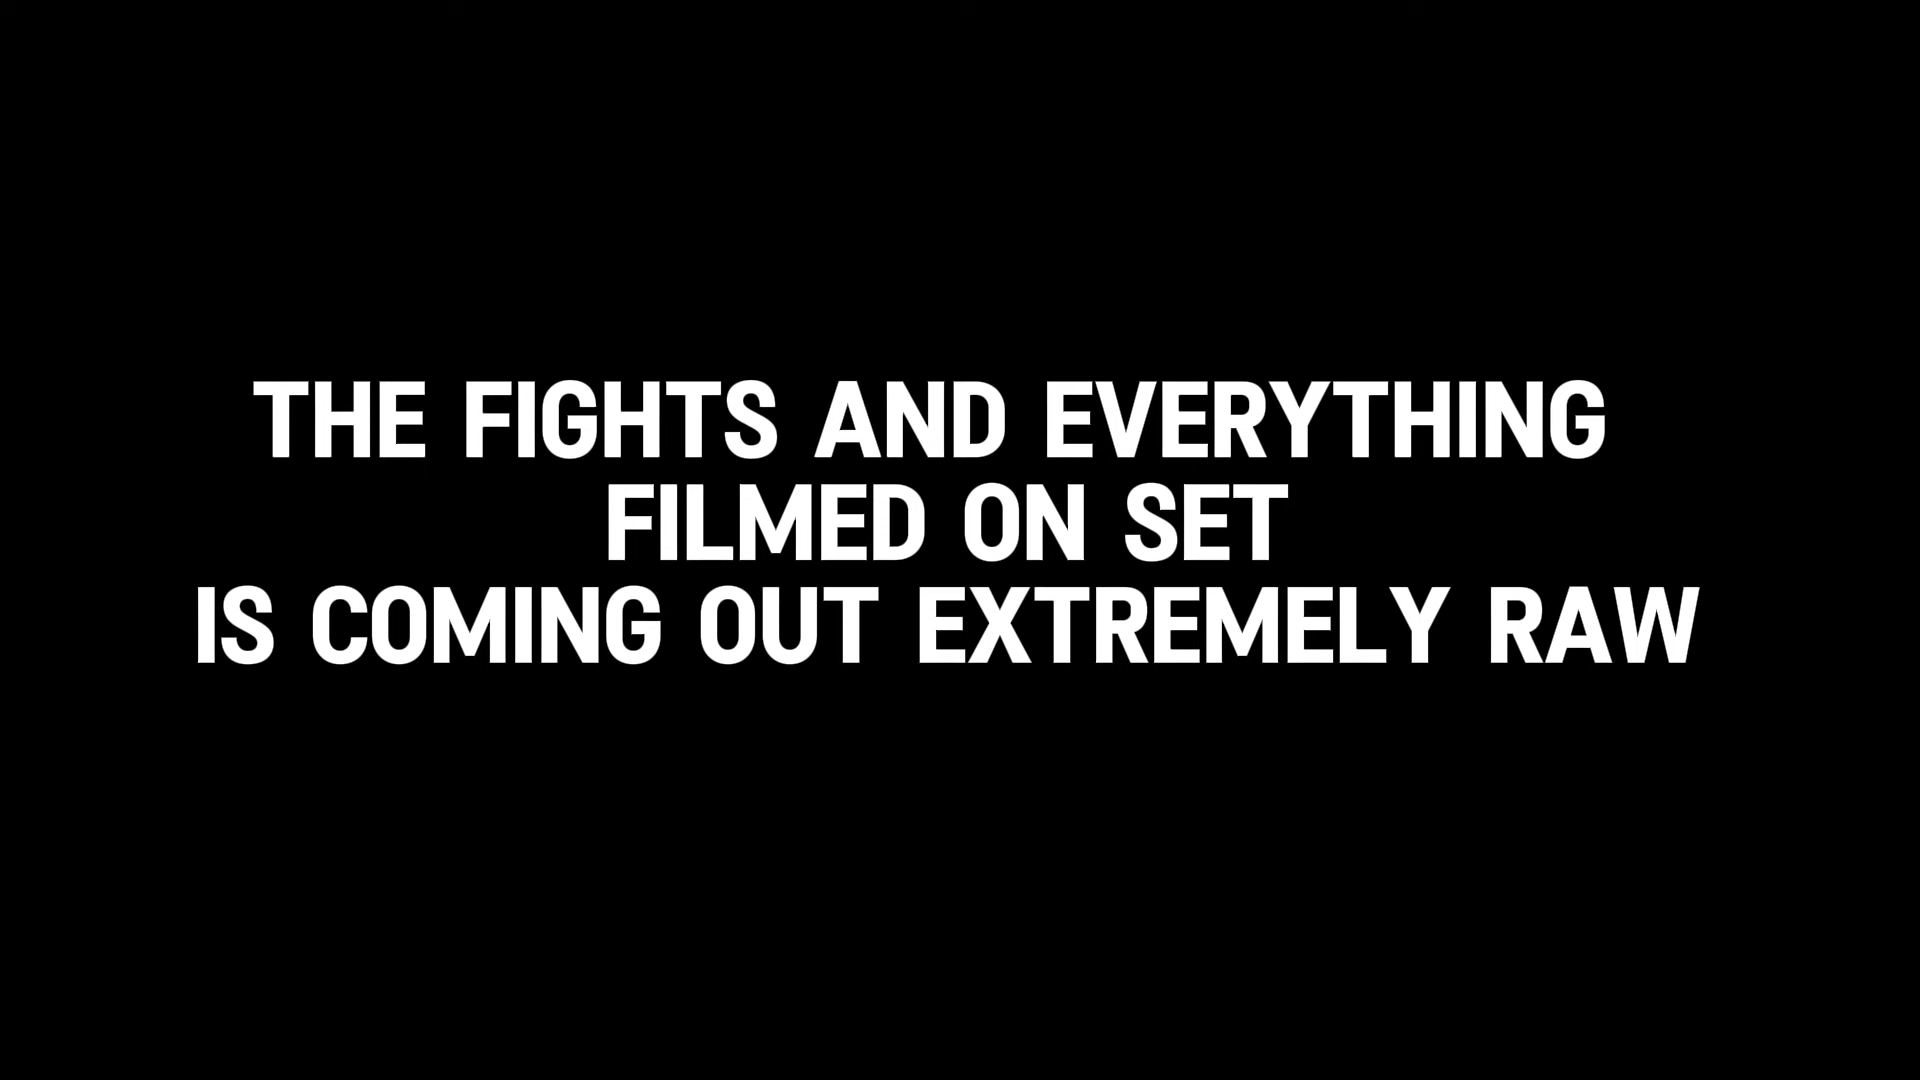 THE FIGHTS AND EVERYTHING
FILMED ON SET
IS COMING OUT EXTREMELY RAW